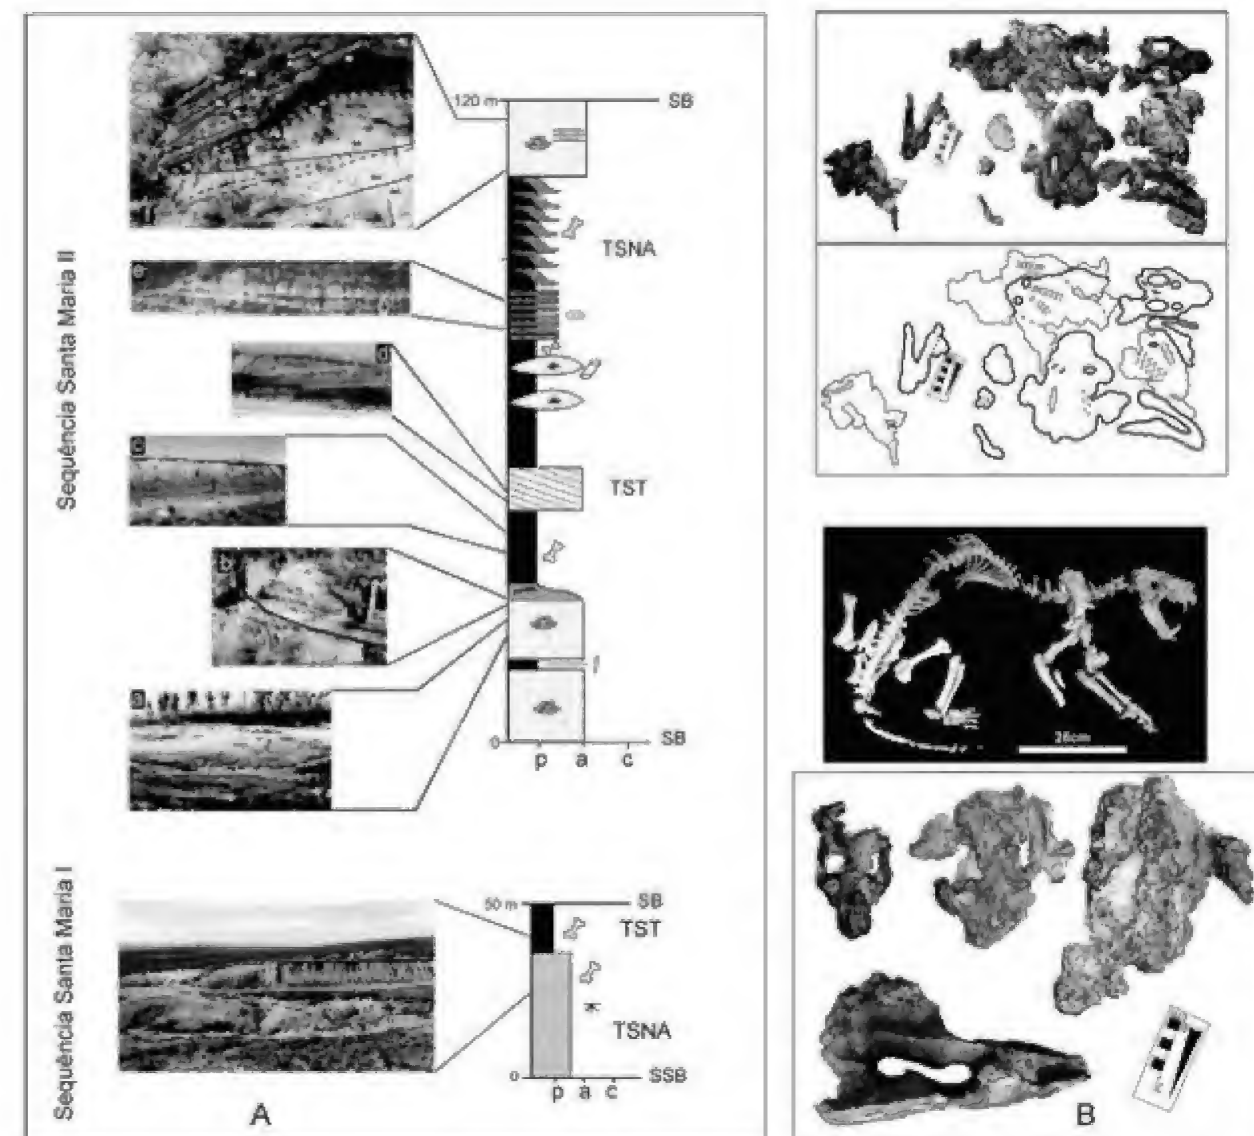 120 m
SB
TSNA
TST
0
SB
p a c
Sequência Santa Maria II
e
d
c
b
a
50 m
SB
TST
TSNA
*
0
SSB
p a c
Sequência Santa Maria I
A
B